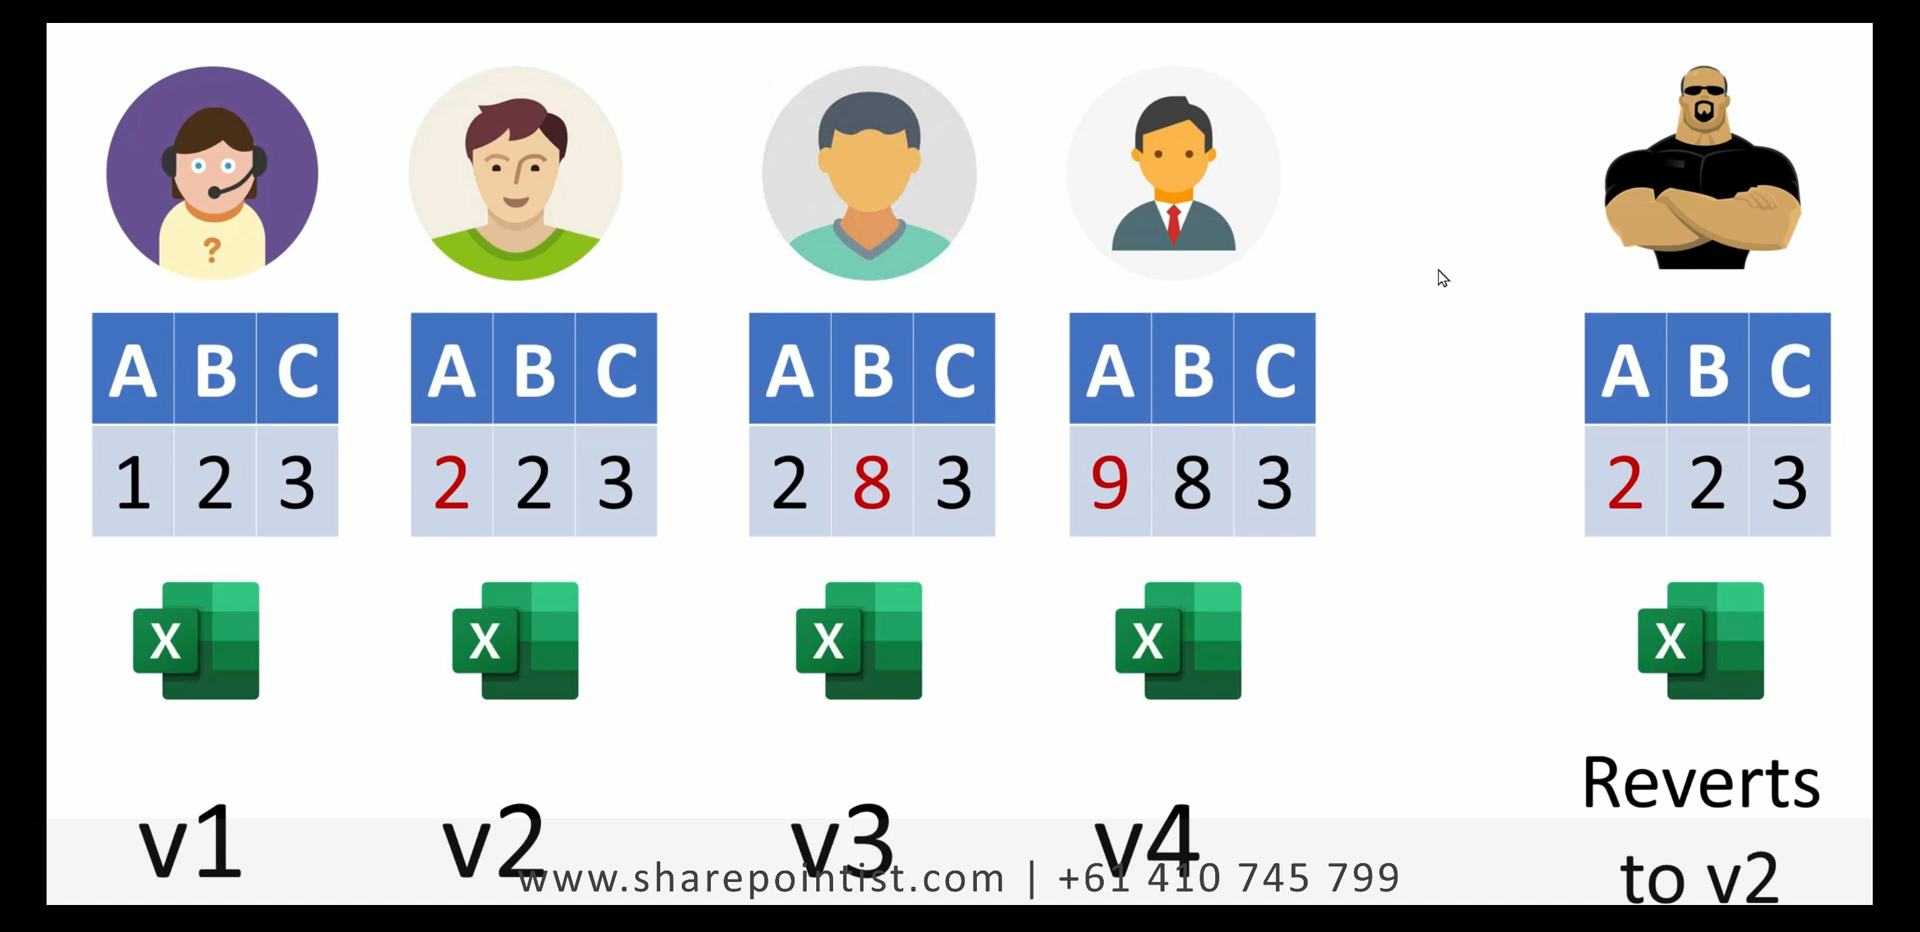 ?
A B C
1 2 3
A B C
2 2 3
A B C
2 8 3
A B C
9 8 3
A B C
2 2 3
X
X
X
X
X
v1
v2
v3
v4
Reverts
to v2
www.sharepointist.com | +61 410 745 799